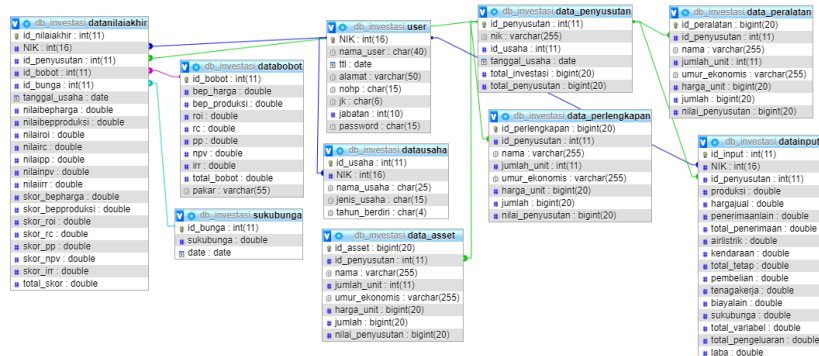 db_investasi datanilaiakhir
id_nilaiakhir : int(11)
NIK : int(16)
id_penyusutan : int(11)
id_bobot : int(11)
id_bunga : int(11)
tanggal_usaha : date
nilaibepharga : double
nilaibepproduksi : double
nilairoi : double
nilairc : double
nilaipp : double
nilainpv : double
nilaiirr : double
skor_bepharga : double
skor_bepproduksi : double
skor_roi : double
skor_rc : double
skor_pp : double
skor_npv : double
skor_irr : double
total_skor : double
db_investasi databobot
id_bobot : int(11)
bep_harga : double
bep_produksi : double
roi : double
rc : double
pp : double
npv : double
irr : double
total_bobot : double
pakar : varchar(55)
db_investasi sukubunga
id_bunga : int(11)
sukubunga : double
date : date
db_investasi user
NIK : int(16)
nama_user : char(40)
ttl : date
alamat : varchar(50)
nohp : char(15)
jk : char(6)
jabatan : int(10)
password : char(15)
db_investasi datausaha
id_usaha : int(11)
NIK : int(16)
nama_usaha : char(25)
jenis_usaha : char(15)
tahun_berdiri : char(4)
db_investasi data_asset
id_asset : bigint(20)
id_penyusutan : int(11)
nama : varchar(255)
jumlah_unit : int(11)
umur_ekonomis : varchar(255)
harga_unit : bigint(20)
jumlah : bigint(20)
nilai_penyusutan : bigint(20)
db_investasi data_penyusutan
id_penyusutan : int(11)
nik : varchar(255)
id_usaha : int(11)
tanggal_usaha : date
total_investasi : bigint(20)
total_penyusutan : bigint(20)
db_investasi data_perlengkapan
id_perlengkapan : bigint(20)
id_penyusutan : int(11)
nama : varchar(255)
jumlah_unit : int(11)
umur_ekonomis : varchar(255)
harga_unit : bigint(20)
jumlah : bigint(20)
nilai_penyusutan : bigint(20)
db_investasi data_peralatan
id_peralatan : bigint(20)
id_penyusutan : int(11)
nama : varchar(255)
jumlah_unit : int(11)
umur_ekonomis : varchar(255)
harga_unit : bigint(20)
jumlah : bigint(20)
nilai_penyusutan : bigint(20)
db_investasi datainput
id_input : int(11)
NIK : int(16)
id_penyusutan : int(11)
produksi : double
hargajual : double
penerimaanlain : double
total_penerimaan : double
airlistrik : double
kendaraan : double
total_tetap : double
pembelian : double
tenagakerja : double
biayalain : double
sukubunga : double
total_variabel : double
total_pengeluaran : double
laba : double